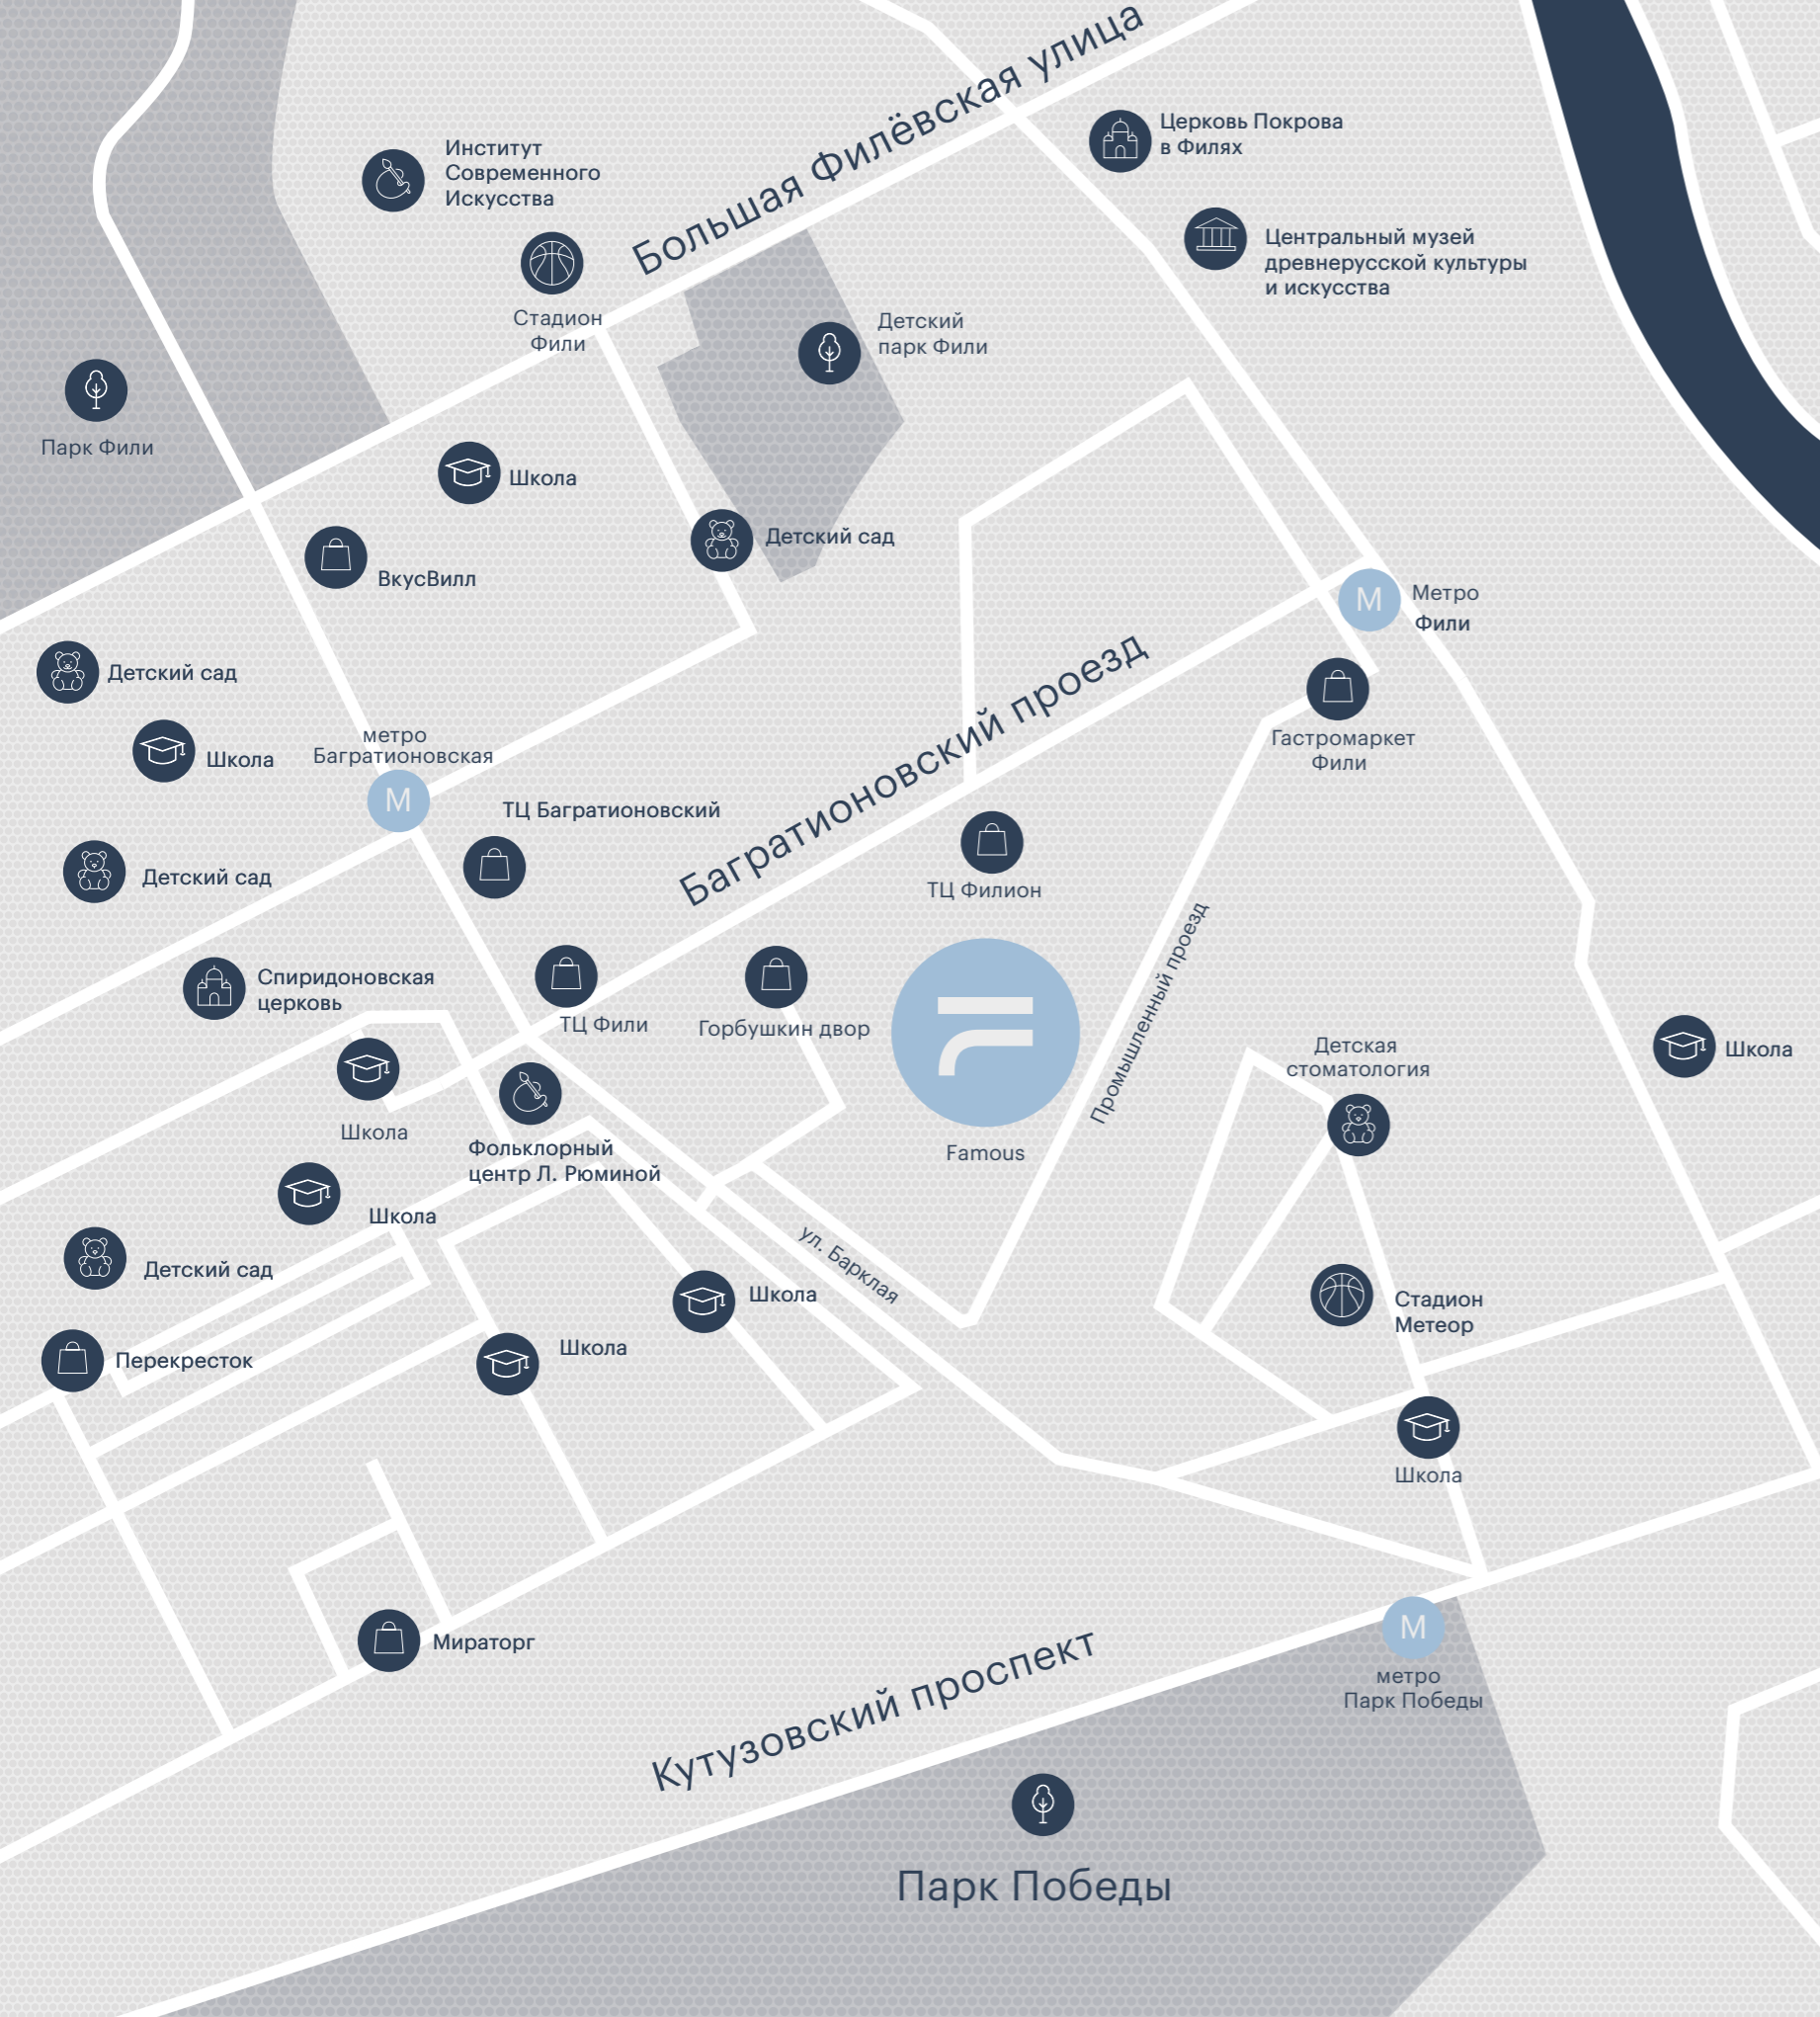 Большая Филёвская улица
Церковь Покрова
в Филях
Институт
Современного
Искусства
Центральный музей
древнерусской культуры
и искусства
Стадион
Фили
Детский
парк Фили
Парк Фили
Школа
Детский сад
ВкусВилл
М
Метро
Фили
Детский сад
Багратионовский проезд
Школа
метро
Багратионовская
М
Гастромаркет
Фили
ТЦ Багратионовский
Детский сад
ТЦ Филион
Промышленный проезд
Спиридоновская
церковь
ТЦ Фили
Горбушкин двор
Школа
Детская
стоматология
Школа
Famous
Фольклорный
центр Л. Рюминой
Школа
Детский сад
ул. Барклая
Школа
Стадион
Метеор
Школа
Перекресток
Школа
Мираторг
М
метро
Парк Победы
Кутузовский проспект
Парк Победы